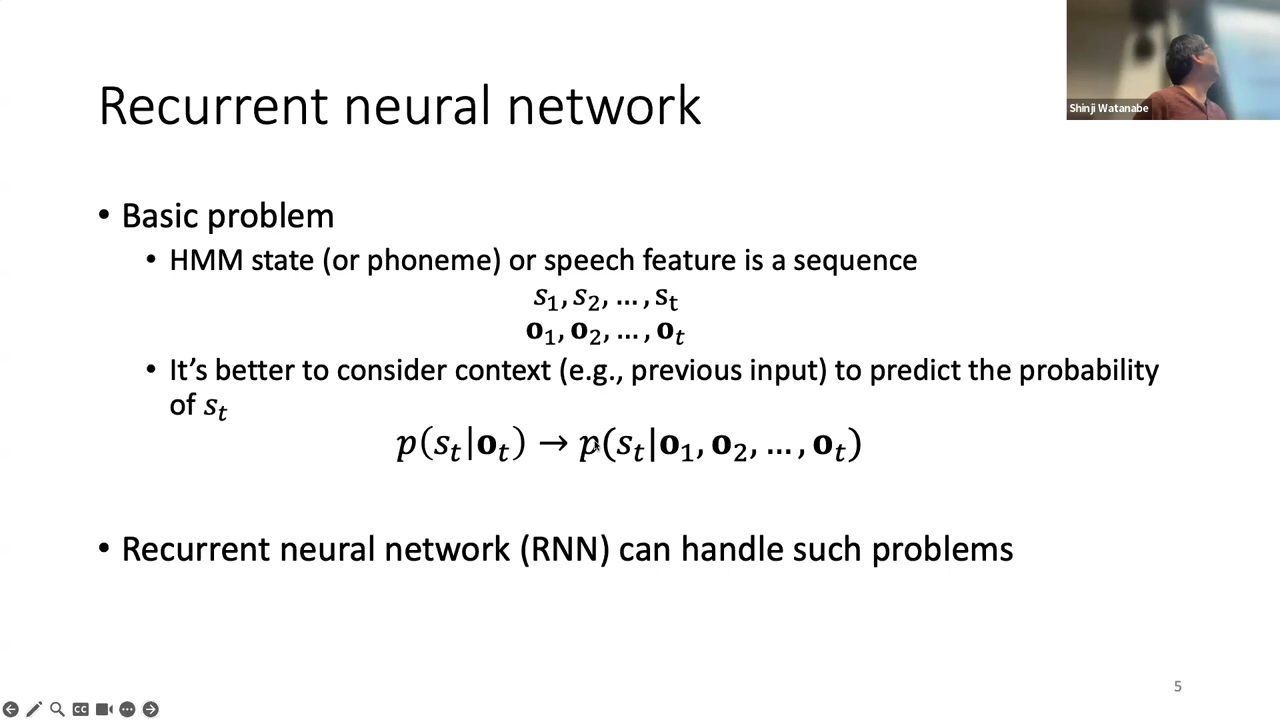 Shinji Watanabe
Recurrent neural network
• Basic problem
• HMM state (or phoneme) or speech feature is a sequence
s₁, s₂, …, sₜ
𝐨₁, 𝐨₂, …, 𝐨ₜ
• It’s better to consider context (e.g., previous input) to predict the probability
of sₜ
p(sₜ|𝐨ₜ) → p(sₜ|𝐨₁, 𝐨₂, …, 𝐨ₜ)
• Recurrent neural network (RNN) can handle such problems
5
CC